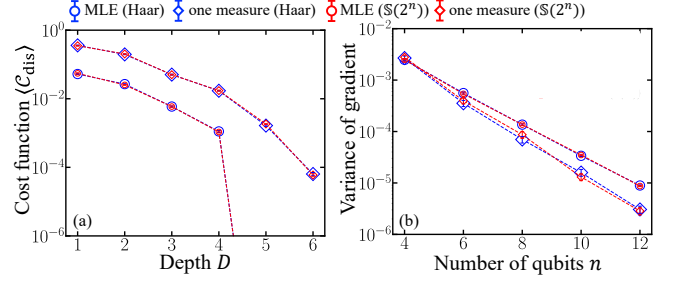 MLE (Haar) one measure (Haar) MLE (𝕊(2ⁿ)) one measure (𝕊(2ⁿ))
Cost function ⟨𝒞_dis⟩
10⁰
10⁻²
10⁻⁴
10⁻⁶
(a)
1 2 3 4 5 6
Depth D
Variance of gradient
10⁻²
10⁻³
10⁻⁴
10⁻⁵
10⁻⁶
(b)
4 6 8 10 12
Number of qubits n